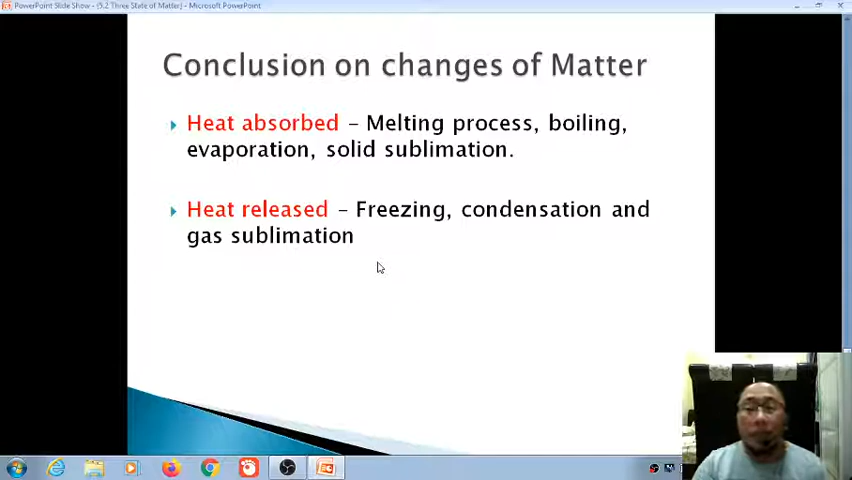 PowerPoint Slide Show - [5.2 Three State of Matter] - Microsoft PowerPoint
Conclusion on changes of Matter
Heat absorbed – Melting process, boiling,
evaporation, solid sublimation.
Heat released – Freezing, condensation and
gas sublimation